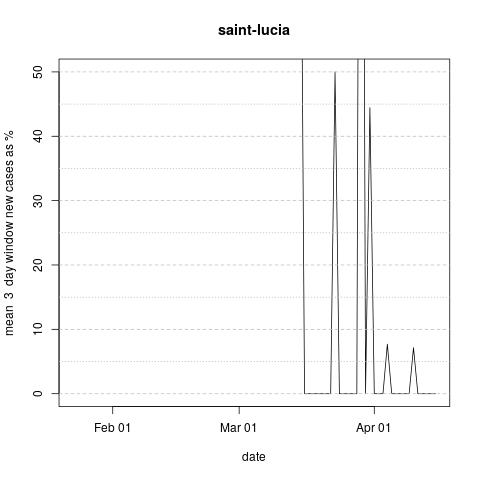 saint-lucia
mean 3 day window new cases as %
50
40
30
20
10
0
Feb 01
Mar 01
Apr 01
date